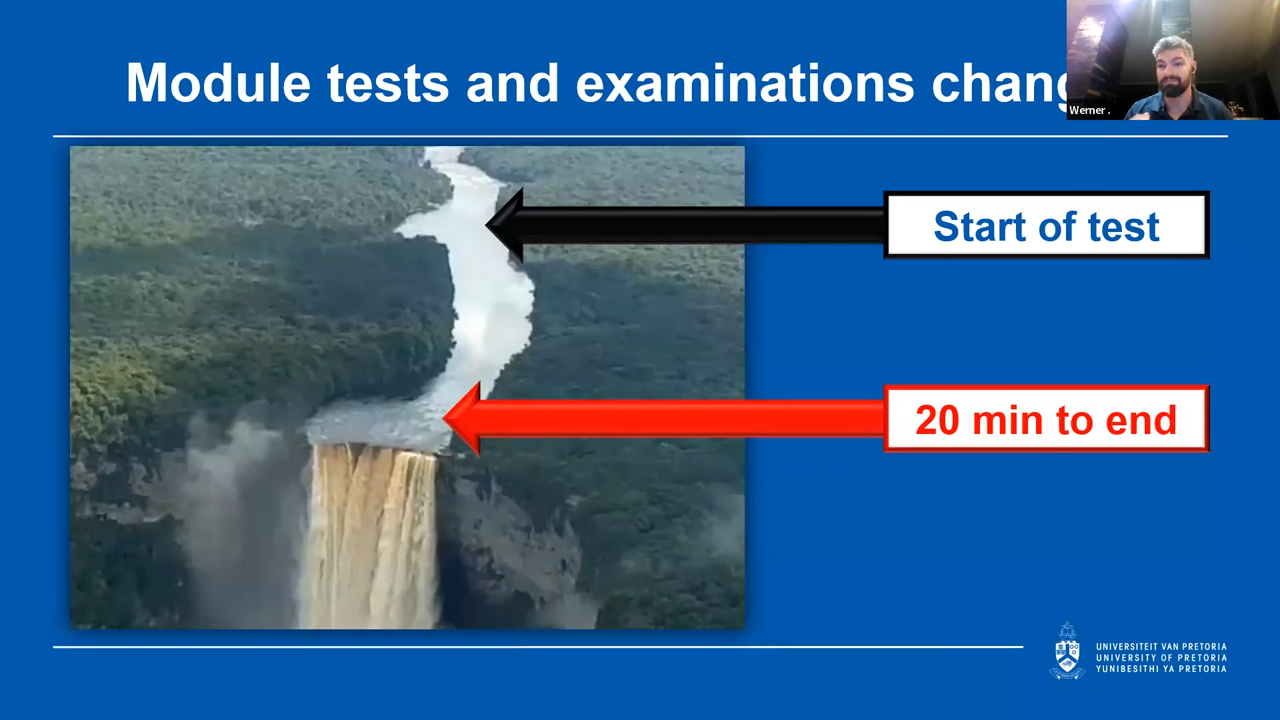 Module tests and examinations chang
Werner .
Start of test
20 min to end
UNIVERSITEIT VAN PRETORIA
UNIVERSITY OF PRETORIA
YUNIBESITHI YA PRETORIA